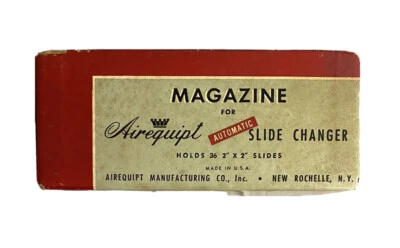 MAGAZINE
FOR
Airequipt AUTOMATIC SLIDE CHANGER
HOLDS 36 2" X 2" SLIDES
MADE IN U.S.A.
AIREQUIPT MANUFACTURING CO., Inc. • NEW ROCHELLE, N.Y.